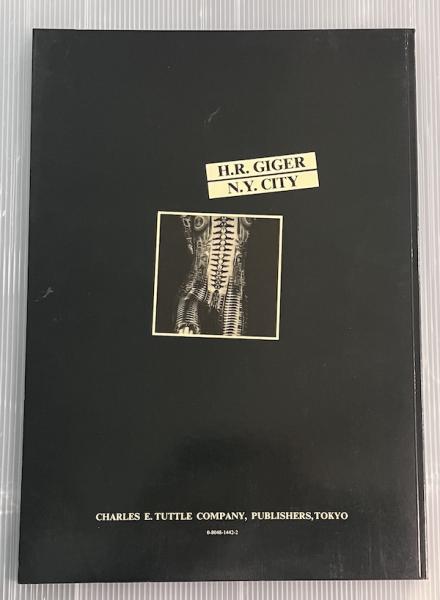 H.R. GIGER
N.Y. CITY
CHARLES E. TUTTLE COMPANY, PUBLISHERS, TOKYO
0-8048-1442-2